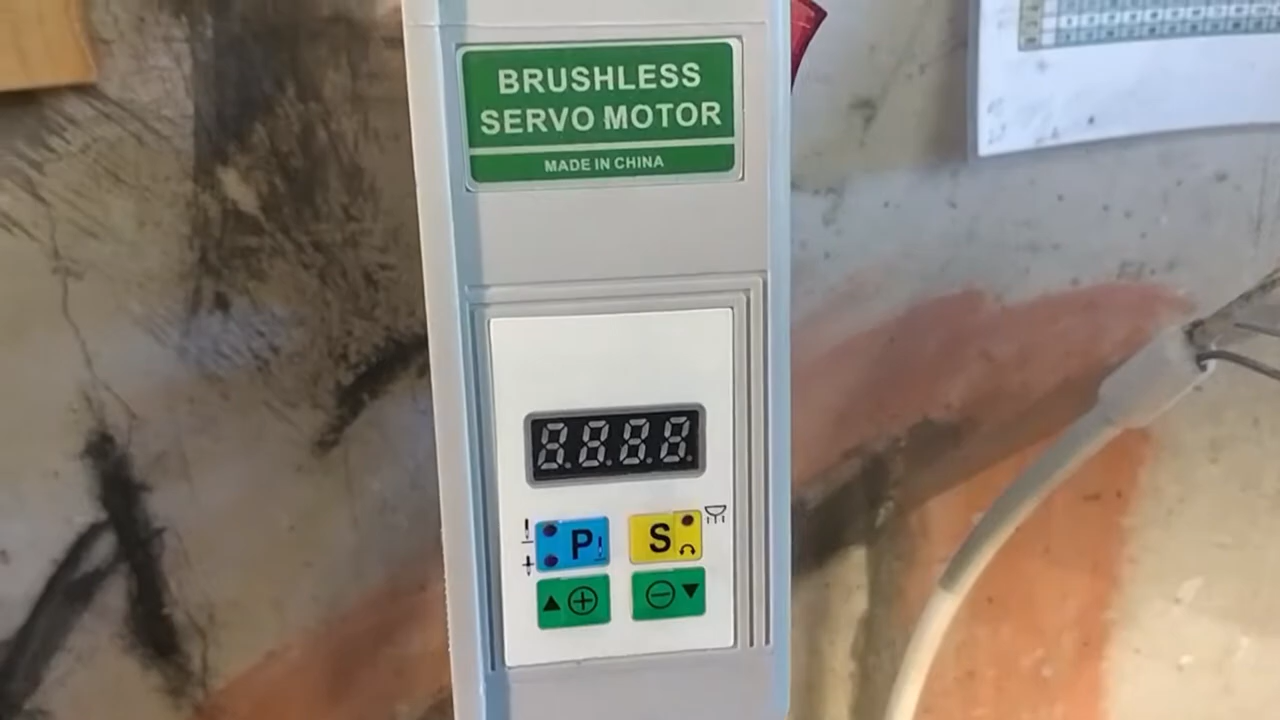 BRUSHLESS
SERVO MOTOR
MADE IN CHINA
8.8.8.8.
P S